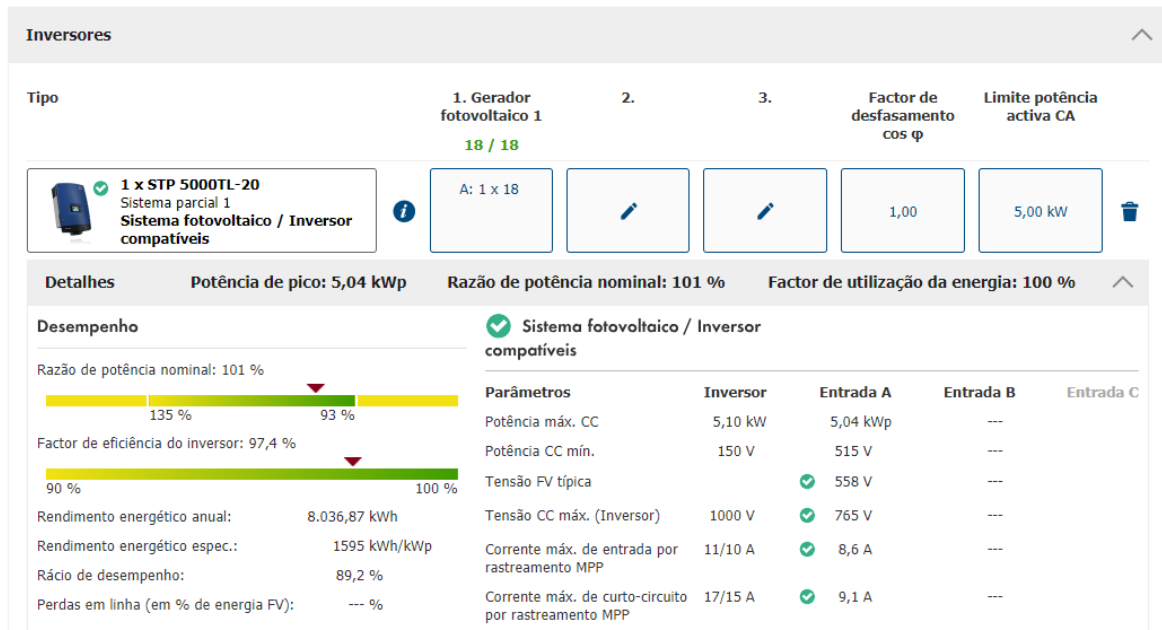 Inversores
Tipo
1. Gerador
fotovoltaico 1
2.
3.
Factor de
desfasamento
cos φ
Limite potência
activa CA
18 / 18
1 x STP 5000TL-20
Sistema parcial 1
Sistema fotovoltaico / Inversor
compatíveis
A: 1 x 18
1,00
5,00 kW
Detalhes Potência de pico: 5,04 kWp Razão de potência nominal: 101 % Factor de utilização da energia: 100 %
Desempenho
Razão de potência nominal: 101 %
135 % 93 %
Factor de eficiência do inversor: 97,4 %
90 % 100 %
Rendimento energético anual: 8.036,87 kWh
Rendimento energético espec.: 1595 kWh/kWp
Rácio de desempenho: 89,2 %
Perdas em linha (em % de energia FV): --- %
Sistema fotovoltaico / Inversor
compatíveis
Parâmetros Inversor Entrada A Entrada B Entrada C
Potência máx. CC 5,10 kW 5,04 kWp ---
Potência CC mín. 150 V 515 V ---
Tensão FV típica 558 V ---
Tensão CC máx. (Inversor) 1000 V 765 V ---
Corrente máx. de entrada por
rastreamento MPP 11/10 A 8,6 A ---
Corrente máx. de curto-circuito
por rastreamento MPP 17/15 A 9,1 A ---